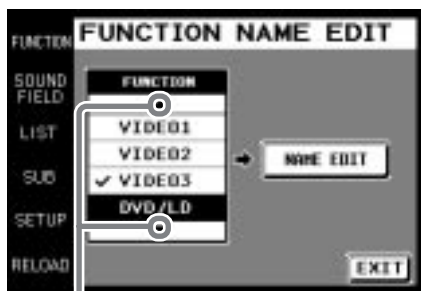 FUNCTION NAME EDIT
FUNCTION
SOUND
FIELD
LIST
SUB
SETUP
RELOAD
FUNCTION
VIDEO1
VIDEO2
✓ VIDEO3
DVD/LD
→ NAME EDIT
EXIT